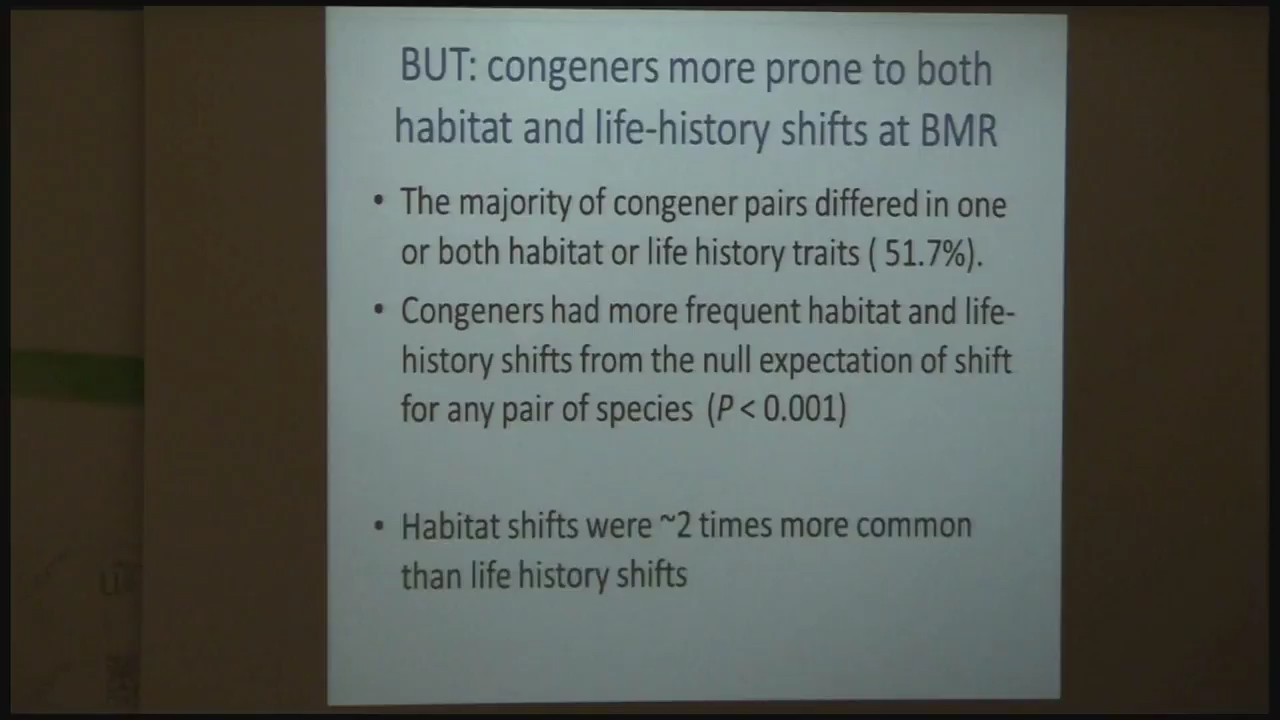 BUT: congeners more prone to both
habitat and life-history shifts at BMR
• The majority of congener pairs differed in one
or both habitat or life history traits ( 51.7%).
• Congeners had more frequent habitat and life-
history shifts from the null expectation of shift
for any pair of species (P < 0.001)
• Habitat shifts were ~2 times more common
than life history shifts